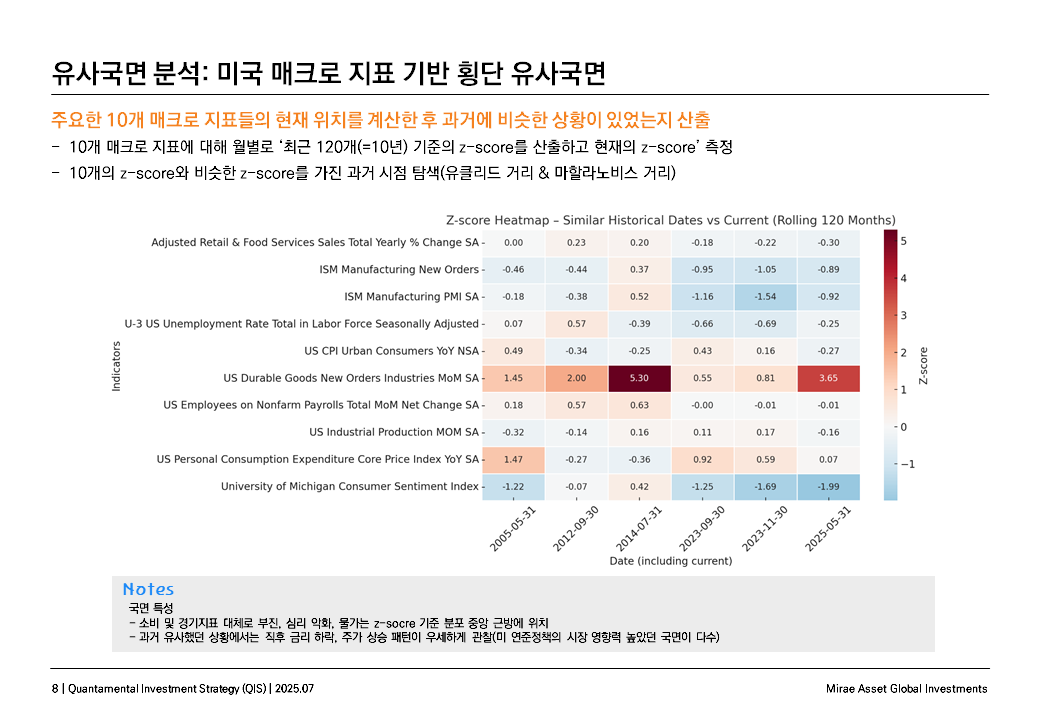 유사국면 분석: 미국 매크로 지표 기반 횡단 유사국면
주요한 10개 매크로 지표들의 현재 위치를 계산한 후 과거에 비슷한 상황이 있었는지 산출
- 10개 매크로 지표에 대해 월별로 '최근 120개(=10년) 기준의 z-score를 산출하고 현재의 z-score' 측정
- 10개의 z-score와 비슷한 z-score를 가진 과거 시점 탐색(유클리드 거리 & 마할라노비스 거리)
Z-score Heatmap – Similar Historical Dates vs Current (Rolling 120 Months)
Adjusted Retail & Food Services Sales Total Yearly % Change SA 0.00 0.23 0.20 -0.18 -0.22 -0.30
ISM Manufacturing New Orders -0.46 -0.44 0.37 -0.95 -1.05 -0.89
ISM Manufacturing PMI SA -0.18 -0.38 0.52 -1.16 -1.54 -0.92
U-3 US Unemployment Rate Total in Labor Force Seasonally Adjusted 0.07 0.57 -0.39 -0.66 -0.69 -0.25
US CPI Urban Consumers YoY NSA 0.49 -0.34 -0.25 0.43 0.16 -0.27
US Durable Goods New Orders Industries MoM SA 1.45 2.00 5.30 0.55 0.81 3.65
US Employees on Nonfarm Payrolls Total MoM Net Change SA 0.18 0.57 0.63 -0.00 -0.01 -0.01
US Industrial Production MOM SA -0.32 -0.14 0.16 0.11 0.17 -0.16
US Personal Consumption Expenditure Core Price Index YoY SA 1.47 -0.27 -0.36 0.92 0.59 0.07
University of Michigan Consumer Sentiment Index -1.22 -0.07 0.42 -1.25 -1.69 -1.99
Indicators
2005-05-31 2012-09-30 2014-07-31 2023-09-30 2023-11-30 2025-05-31
Date (including current)
5
4
3
2
1
0
−1
Z-score
Notes
국면 특성
- 소비 및 경기지표 대체로 부진, 심리 악화, 물가는 z-socre 기준 분포 중앙 근방에 위치
- 과거 유사했던 상황에서는 직후 금리 하락, 주가 상승 패턴이 우세하게 관찰(미 연준정책의 시장 영향력 높았던 국면이 다수)
8 | Quantamental Investment Strategy (QIS) | 2025.07
Mirae Asset Global Investments